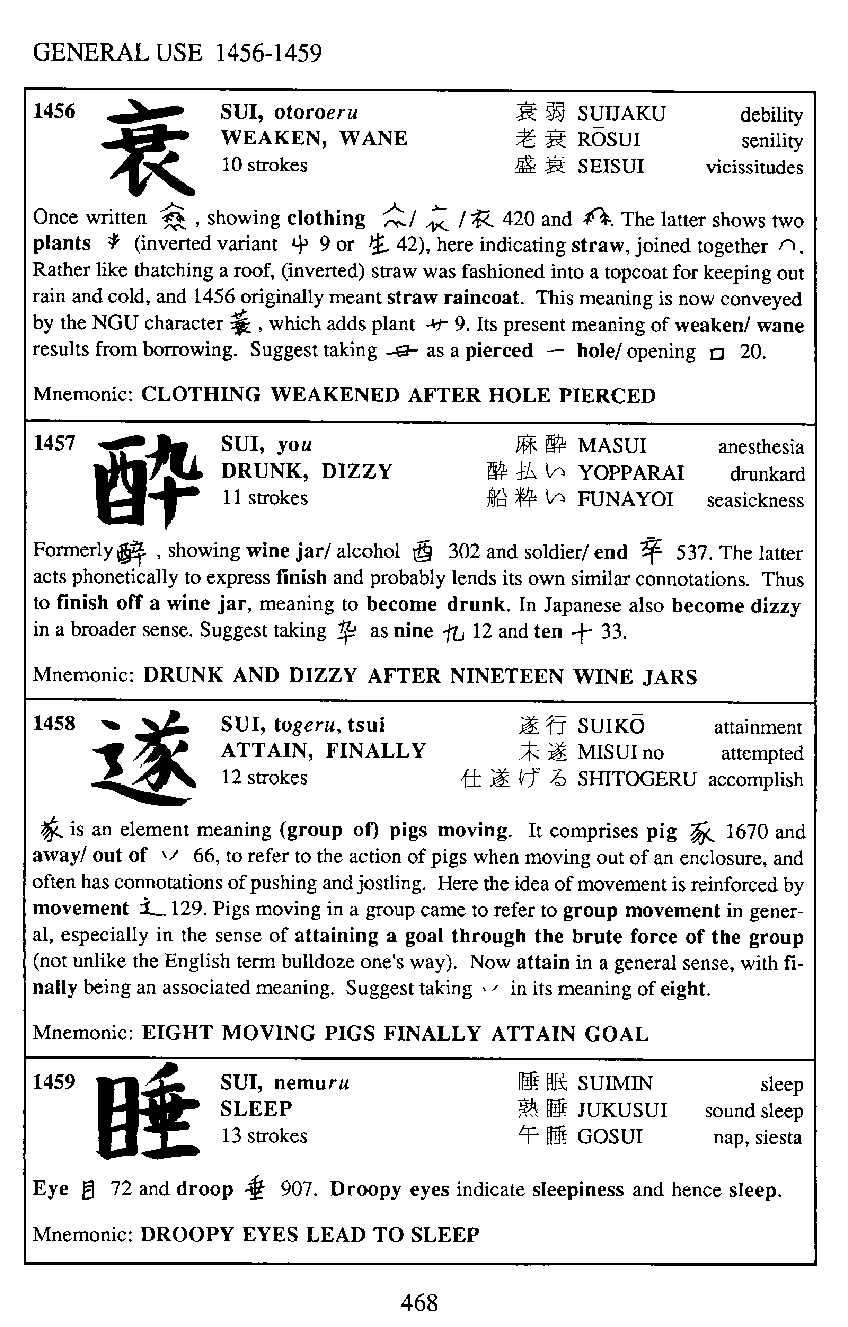 GENERAL USE 1456-1459
1456 衰 SUI, otoroeru 衰弱 SUIJAKU debility
WEAKEN, WANE 老衰 RŌSUI senility
10 strokes 盛衰 SEISUI vicissitudes
Once written , showing clothing / / 衣 420 and . The latter shows two
plants (inverted variant 屮 9 or 生 42), here indicating straw, joined together .
Rather like thatching a roof, (inverted) straw was fashioned into a topcoat for keeping out
rain and cold, and 1456 originally meant straw raincoat. This meaning is now conveyed
by the NGU character 蓑 , which adds plant 9. Its present meaning of weaken/ wane
results from borrowing. Suggest taking as a pierced 一 hole/ opening 口 20.
Mnemonic: CLOTHING WEAKENED AFTER HOLE PIERCED
1457 酔 SUI, you 麻酔 MASUI anesthesia
DRUNK, DIZZY 酔払い YOPPARAI drunkard
11 strokes 船粋い FUNAYOI seasickness
Formerly 醉 , showing wine jar/ alcohol 酉 302 and soldier/ end 卒 537. The latter
acts phonetically to express finish and probably lends its own similar connotations. Thus
to finish off a wine jar, meaning to become drunk. In Japanese also become dizzy
in a broader sense. Suggest taking 卆 as nine 九 12 and ten 十 33.
Mnemonic: DRUNK AND DIZZY AFTER NINETEEN WINE JARS
1458 遂 SUI, togeru, tsui 遂行 SUIKŌ attainment
ATTAIN, FINALLY 未遂 MISUI no attempted
12 strokes 仕遂げる SHITOGERU accomplish
㒸 is an element meaning (group of) pigs moving. It comprises pig 豕 1670 and
away/ out of 66, to refer to the action of pigs when moving out of an enclosure, and
often has connotations of pushing and jostling. Here the idea of movement is reinforced by
movement 辶 129. Pigs moving in a group came to refer to group movement in gener-
al, especially in the sense of attaining a goal through the brute force of the group
(not unlike the English term bulldoze one's way). Now attain in a general sense, with fi-
nally being an associated meaning. Suggest taking in its meaning of eight.
Mnemonic: EIGHT MOVING PIGS FINALLY ATTAIN GOAL
1459 睡 SUI, nemuru 睡眠 SUIMIN sleep
SLEEP 熟睡 JUKUSUI sound sleep
13 strokes 午睡 GOSUI nap, siesta
Eye 目 72 and droop 垂 907. Droopy eyes indicate sleepiness and hence sleep.
Mnemonic: DROOPY EYES LEAD TO SLEEP
468